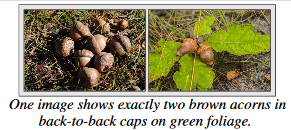 One image shows exactly two brown acorns in
back-to-back caps on green foliage.